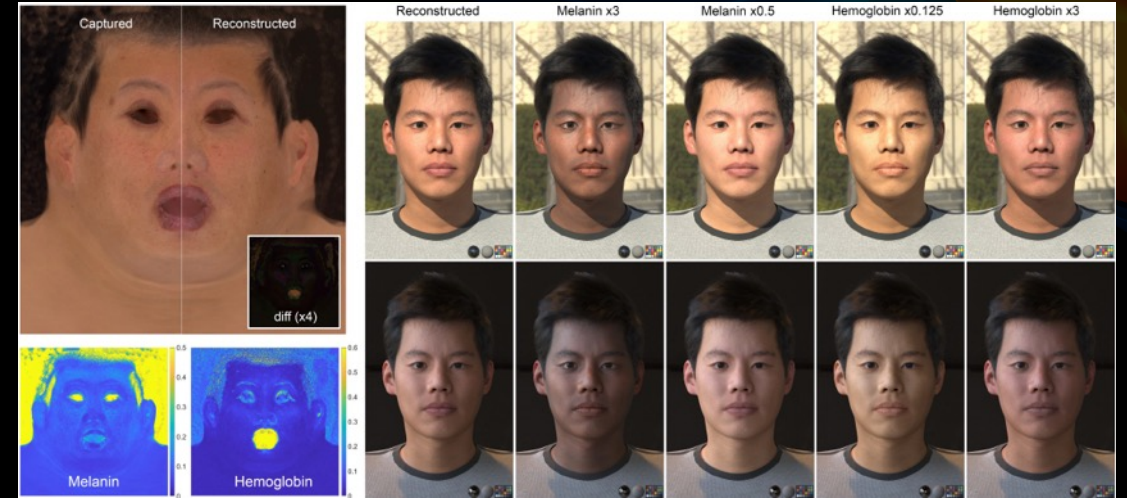 Captured Reconstructed
diff (x4)
0.5
0.4
0.3
0.2
0.1
0
Melanin
0.6
0.5
0.4
0.3
0.2
0.1
0
Hemoglobin
Reconstructed Melanin x3 Melanin x0.5 Hemoglobin x0.125 Hemoglobin x3